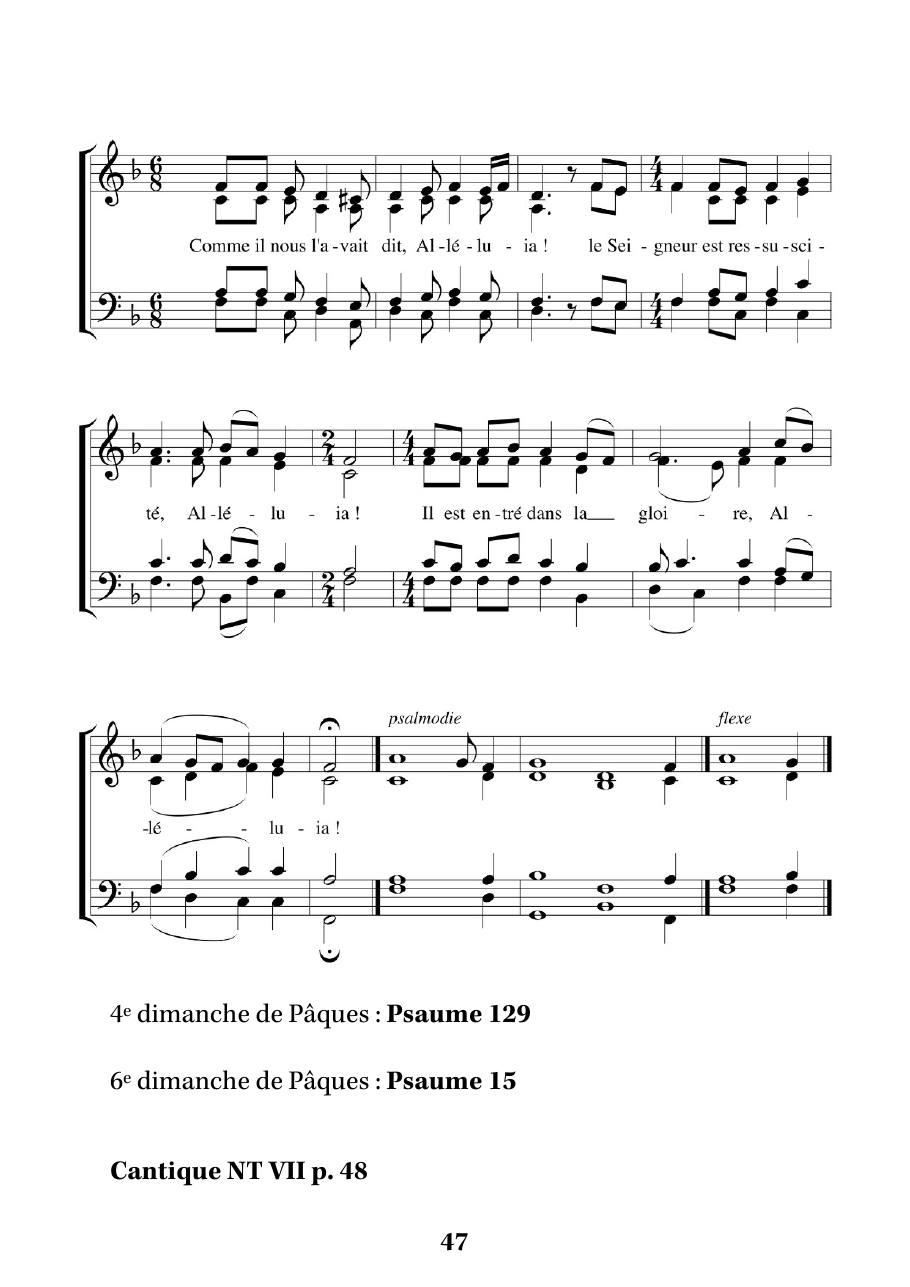 Comme il nous l'a - vait dit, Al - lé - lu - ia ! le Sei - gneur est res - su - sci -
té, Al - lé - lu - ia ! Il est en - tré dans la___ gloi - re, Al -
psalmodie flexe
-lé - - lu - ia !
4e dimanche de Pâques : Psaume 129
6e dimanche de Pâques : Psaume 15
Cantique NT VII p. 48
47